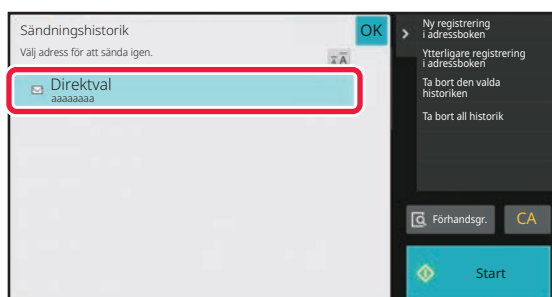 Sändningshistorik
OK
Välj adress för att sända igen.
Direktval
aaaaaaaa
Ny registrering
i adressboken
Ytterligare registrering
i adressboken
Ta bort den valda
historiken
Ta bort all historik
Förhandsgr.
CA
Start